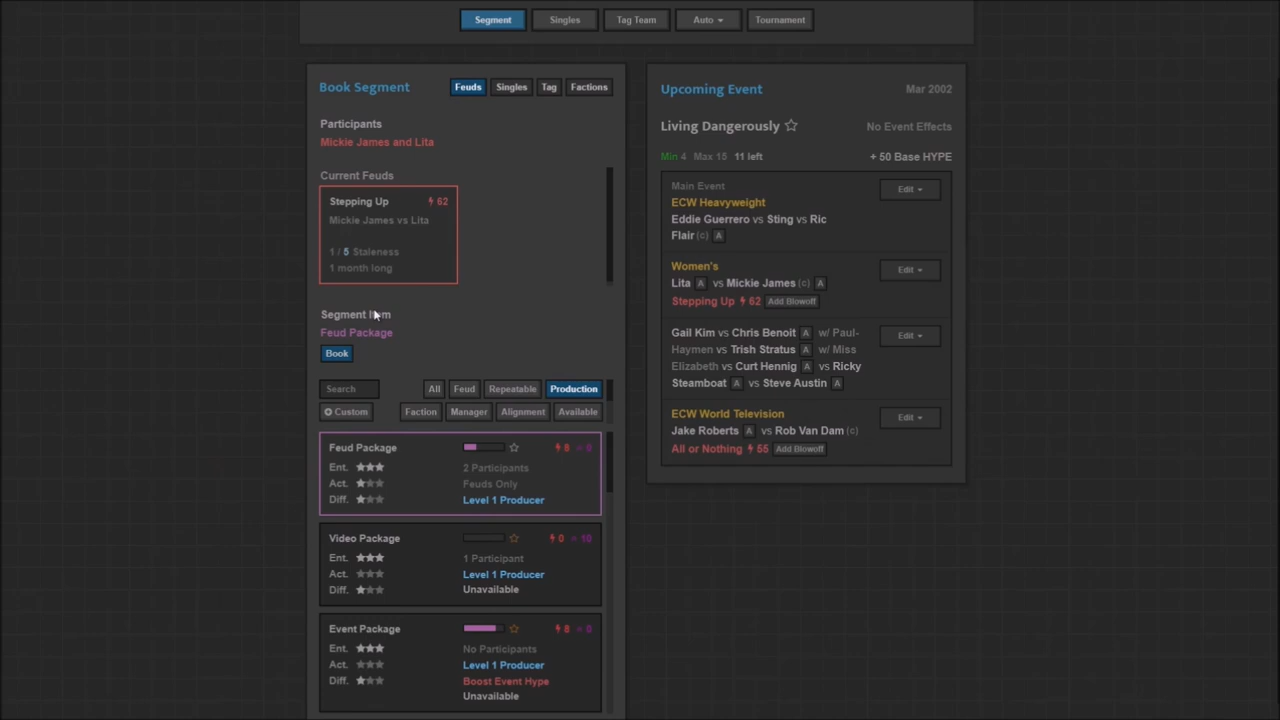 Segment Singles Tag Team Auto Tournament
Book Segment Feuds Singles Tag Factions
Participants
Mickie James and Lita
Current Feuds
Stepping Up 62
Mickie James vs Lita
1 / 5 Staleness
1 month long
Segment Item
Feud Package
Book
Search All Feud Repeatable Production
Custom Faction Manager Alignment Available
Feud Package 8 0
Ent. 2 Participants
Act. Feuds Only
Diff. Level 1 Producer
Video Package 0 10
Ent. 1 Participant
Act. Level 1 Producer
Diff. Unavailable
Event Package 8 0
Ent. No Participants
Act. Level 1 Producer
Diff. Boost Event Hype
Unavailable
Upcoming Event Mar 2002
Living Dangerously No Event Effects
Min 4 Max 15 11 left + 50 Base HYPE
Main Event Edit
ECW Heavyweight
Eddie Guerrero vs Sting vs Ric
Flair (c) A
Women's Edit
Lita A vs Mickie James (c) A
Stepping Up 62 Add Blowoff
Gail Kim vs Chris Benoit A w/ Paul- Edit
Haymen vs Trish Stratus A w/ Miss
Elizabeth vs Curt Hennig A vs Ricky
Steamboat A vs Steve Austin A
ECW World Television Edit
Jake Roberts A vs Rob Van Dam (c)
All or Nothing 55 Add Blowoff